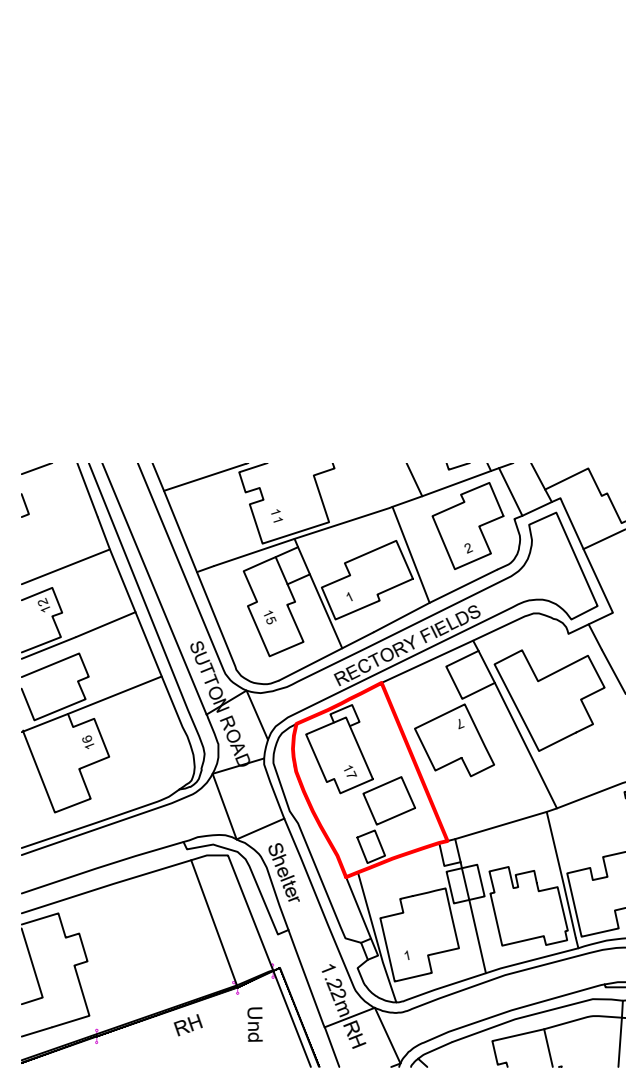 11
2
1
12
15
RECTORY FIELDS
SUTTON ROAD
16
7
17
Shelter
1
1.22m RH
RH
Und